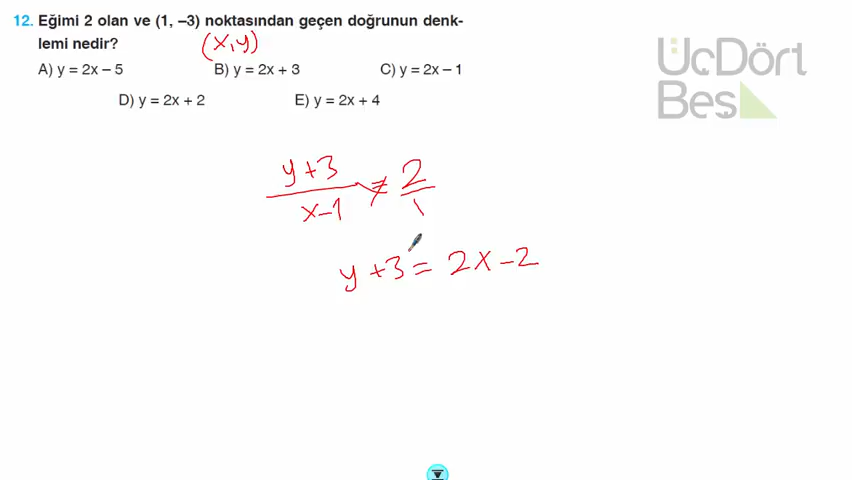 12. Eğimi 2 olan ve (1, –3) noktasından geçen doğrunun denk-
lemi nedir?
(x,y)
A) y = 2x – 5 B) y = 2x + 3 C) y = 2x – 1
D) y = 2x + 2 E) y = 2x + 4
ÜçDört
Beş
y+3 2
x-1 = 1
y+3 = 2x-2